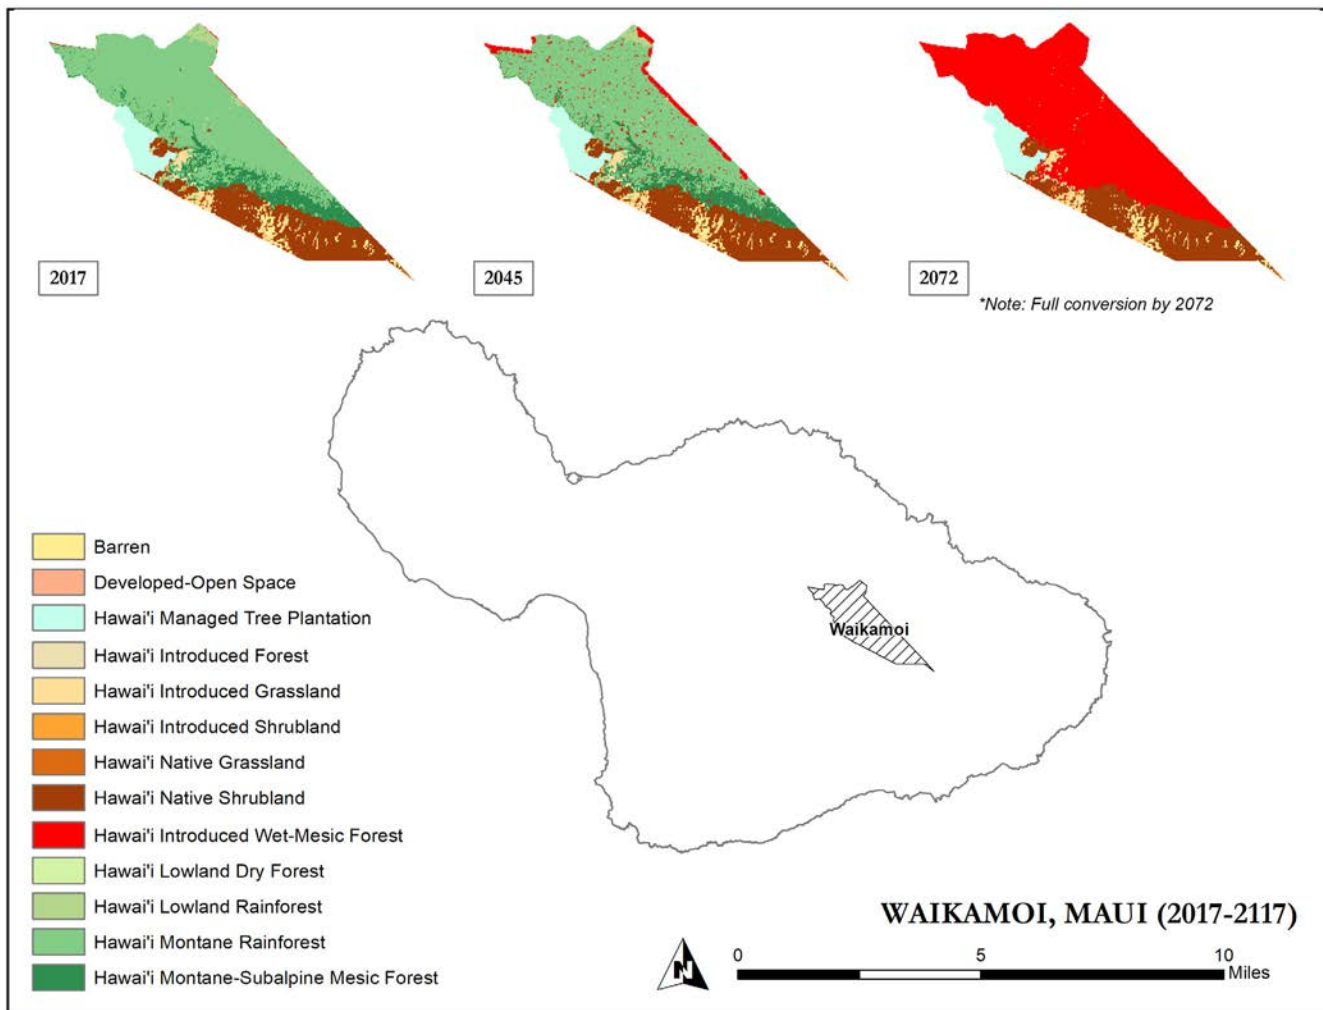 2017
2045
2072
*Note: Full conversion by 2072
Waikamoi
Barren
Developed-Open Space
Hawai'i Managed Tree Plantation
Hawai'i Introduced Forest
Hawai'i Introduced Grassland
Hawai'i Introduced Shrubland
Hawai'i Native Grassland
Hawai'i Native Shrubland
Hawai'i Introduced Wet-Mesic Forest
Hawai'i Lowland Dry Forest
Hawai'i Lowland Rainforest
Hawai'i Montane Rainforest
Hawai'i Montane-Subalpine Mesic Forest
WAIKAMOI, MAUI (2017-2117)
N
0 5 10
Miles